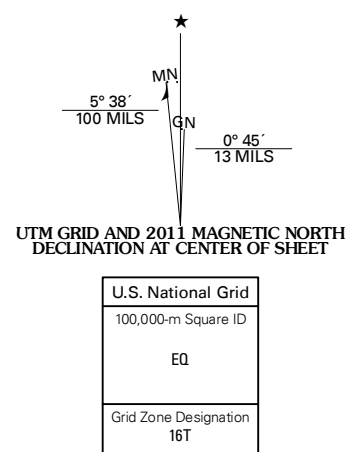 ★
M.N.
5° 38´
100 MILS
GN
0° 45´
13 MILS
UTM GRID AND 2011 MAGNETIC NORTH
DECLINATION AT CENTER OF SHEET
U.S. National Grid
100,000-m Square ID
EQ
Grid Zone Designation
16T